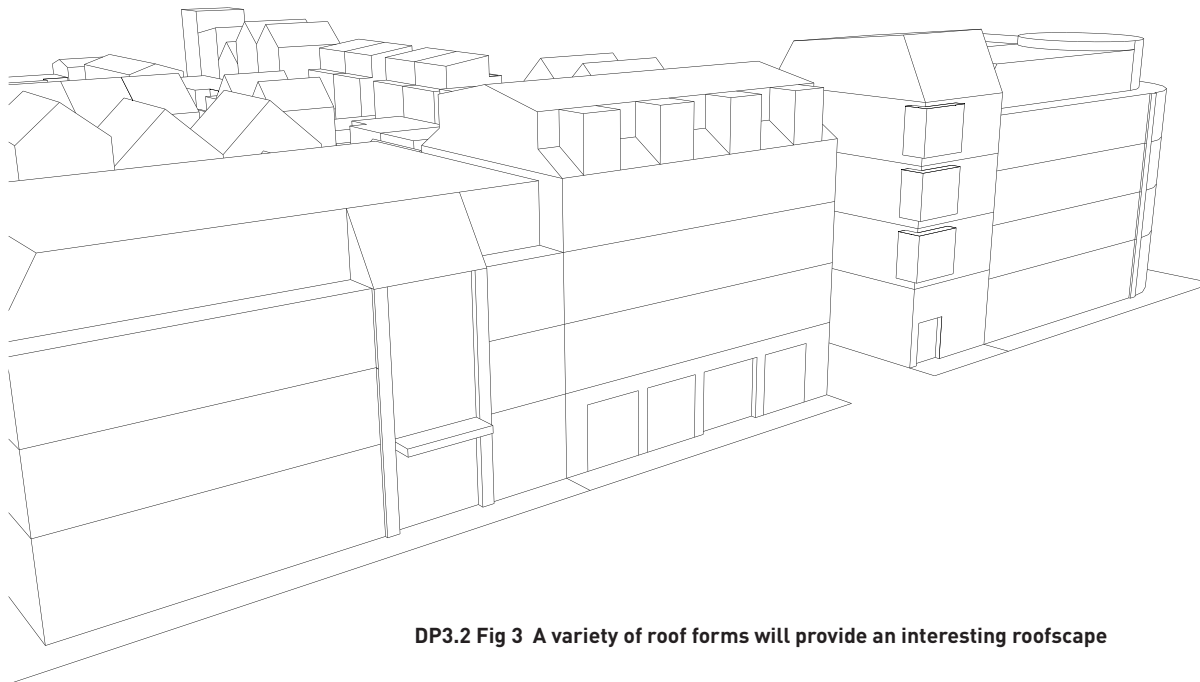 DP3.2 Fig 3 A variety of roof forms will provide an interesting roofscape